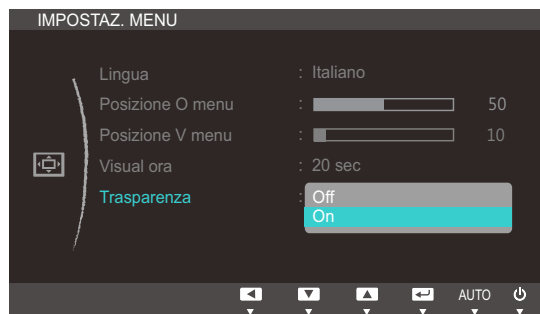 IMPOSTAZ. MENU
Lingua : Italiano
Posizione O menu : 50
Posizione V menu : 10
Visual ora : 20 sec
Trasparenza : Off
On
AUTO